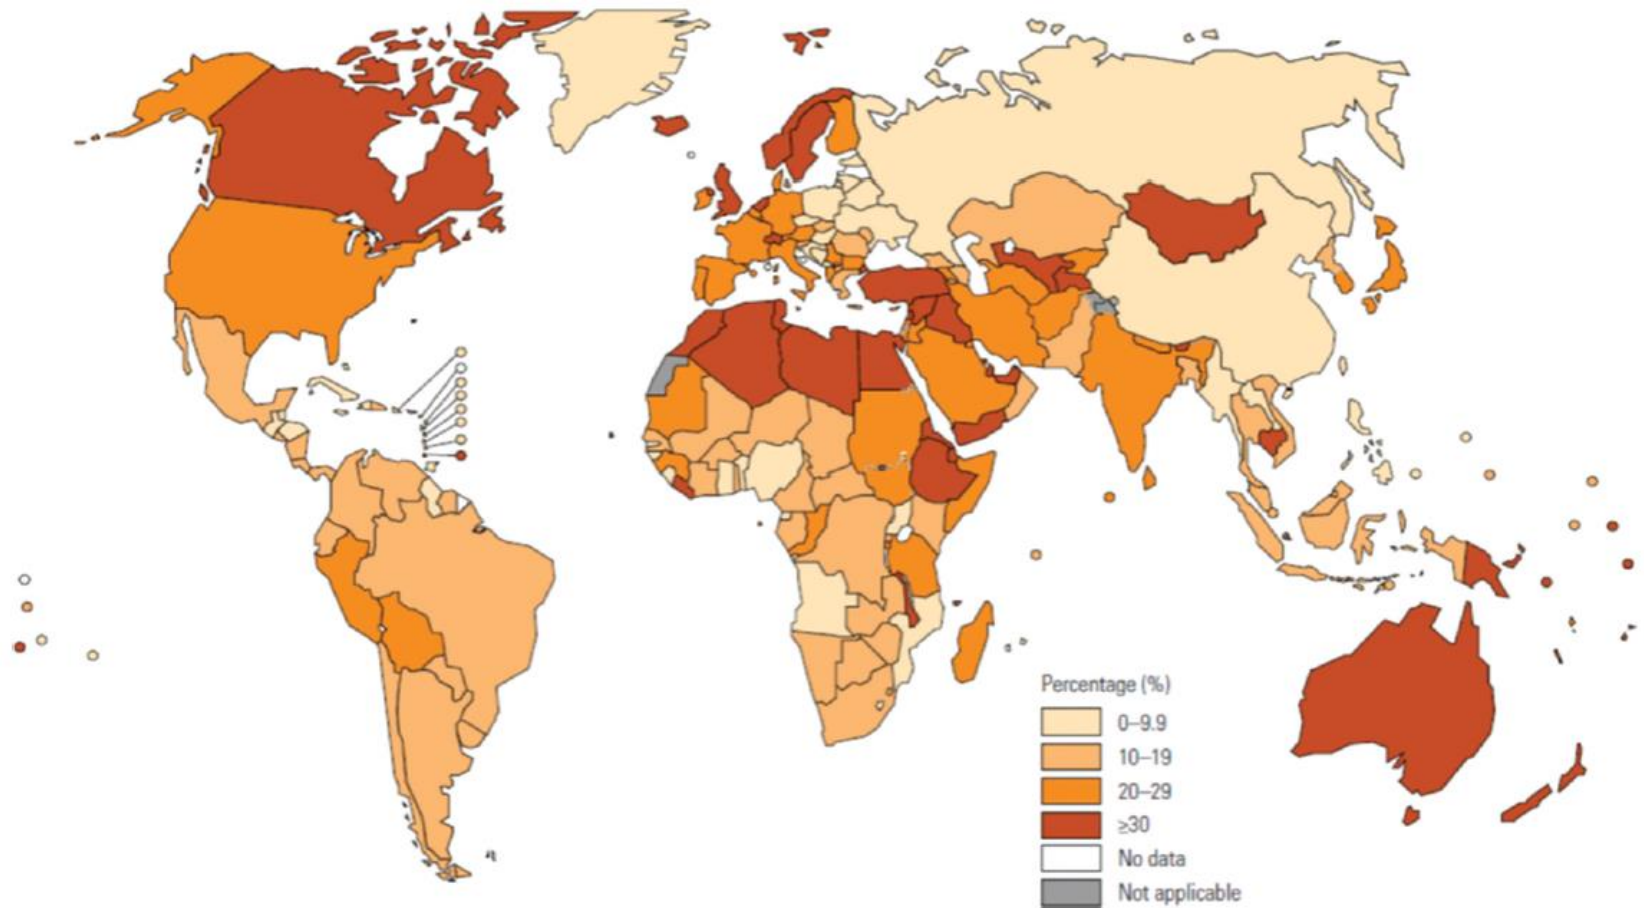 Percentage (%)
0–9.9
10–19
20–29
≥30
No data
Not applicable